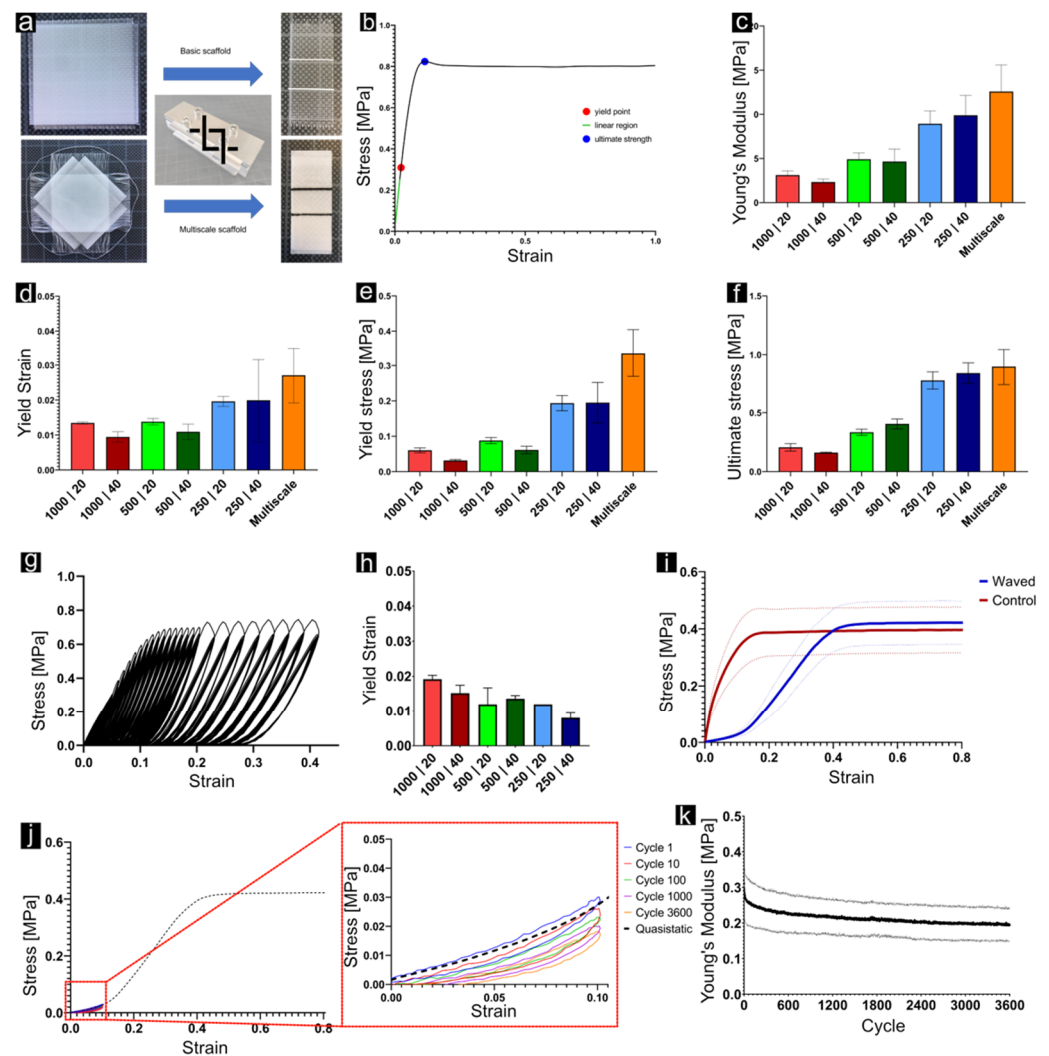 a
Basic scaffold
Multiscale scaffold
b
Stress [MPa]
1.0
0.8
0.6
0.4
0.2
0.0
0.0 0.5 1.0
Strain
yield point
linear region
ultimate strength
c
Young's Modulus [MPa]
20
5
0
5
0
1000 | 20
1000 | 40
500 | 20
500 | 40
250 | 20
250 | 40
Multiscale
d
Yield Strain
0.05
0.04
0.03
0.02
0.01
0.00
1000 | 20
1000 | 40
500 | 20
500 | 40
250 | 20
250 | 40
Multiscale
e
Yield stress [MPa]
0.5
0.4
0.3
0.2
0.1
0.0
1000 | 20
1000 | 40
500 | 20
500 | 40
250 | 20
250 | 40
Multiscale
f
Ultimate stress [MPa]
1.5
1.0
0.5
0.0
1000 | 20
1000 | 40
500 | 20
500 | 40
250 | 20
250 | 40
Multiscale
g
Stress [MPa]
1.0
0.8
0.6
0.4
0.2
0.0
0.0 0.1 0.2 0.3 0.4
Strain
h
Yield Strain
0.05
0.04
0.03
0.02
0.01
0.00
1000 | 20
1000 | 40
500 | 20
500 | 40
250 | 20
250 | 40
i
Stress [MPa]
0.6
0.4
0.2
0.0
0.0 0.2 0.4 0.6 0.8
Strain
Waved
Control
j
Stress [MPa]
0.6
0.4
0.2
0.0
0.0 0.2 0.4 0.6 0.8
Strain
Stress [MPa]
0.05
0.04
0.03
0.02
0.01
0.00
0.00 0.05 0.10
Strain
Cycle 1
Cycle 10
Cycle 100
Cycle 1000
Cycle 3600
Quasistatic
k
Young's Modulus [MPa]
0.5
0.4
0.3
0.2
0.1
0.0
0 600 1200 1800 2400 3000 3600
Cycle